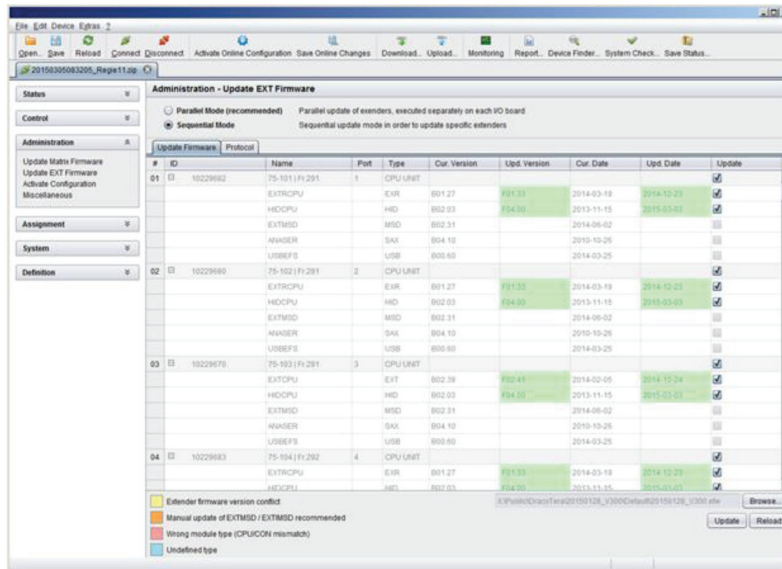 File Edit Device Extras ?
Open... Save Reload Connect Disconnect Activate Online Configuration Save Online Changes Download... Upload... Monitoring Report... Device Finder... System Check... Save Status...
20150305083205_Regie11.zip
Status
Control
Administration
Update Matrix Firmware
Update EXT Firmware
Activate Configuration
Miscellaneous
Assignment
System
Definition
Administration - Update EXT Firmware
Parallel Mode (recommended) Parallel update of exenders, executed separately on each I/O board
Sequential Mode Sequential update mode in order to update specific extenders
Update Firmware Protocol
# ID Name Port Type Cur. Version Upd. Version Cur. Date Upd. Date Update
01 10229682 75-101 | Fr.291 1 CPU UNIT
EXTRCPU EXR B01.27 F01.33 2014-03-19 2014-12-23
HIDCPU HID B02.03 F04.00 2013-11-15 2015-03-03
EXTMSD MSD B02.31 2014-06-02
ANASER SAX B04.10 2010-10-26
USBEFS USB B00.60 2014-03-25
02 10229680 75-102 | Fr.291 2 CPU UNIT
EXTRCPU EXR B01.27 F01.33 2014-03-19 2014-12-23
HIDCPU HID B02.03 F04.00 2013-11-15 2015-03-03
EXTMSD MSD B02.31 2014-06-02
ANASER SAX B04.10 2010-10-26
USBEFS USB B00.60 2014-03-25
03 10229670 75-103 | Fr.291 3 CPU UNIT
EXTCPU EXT B02.39 F02.41 2014-02-05 2014-10-24
HIDCPU HID B02.03 F04.00 2013-11-15 2015-03-03
EXTMSD MSD B02.31 2014-06-02
ANASER SAX B04.10 2010-10-26
USBEFS USB B00.60 2014-03-25
04 10229683 75-104 | Fr.292 4 CPU UNIT
EXTRCPU EXR B01.27 F01.33 2014-03-19 2014-12-23
HIDCPU HID B02.03 F04.00 2013-11-15 2015-03-03
Extender firmware version conflict
Browse...
Manual update of EXTMSD / EXTIMSD recommended
Update Reload
Wrong module type (CPU/CON mismatch)
Undefined type